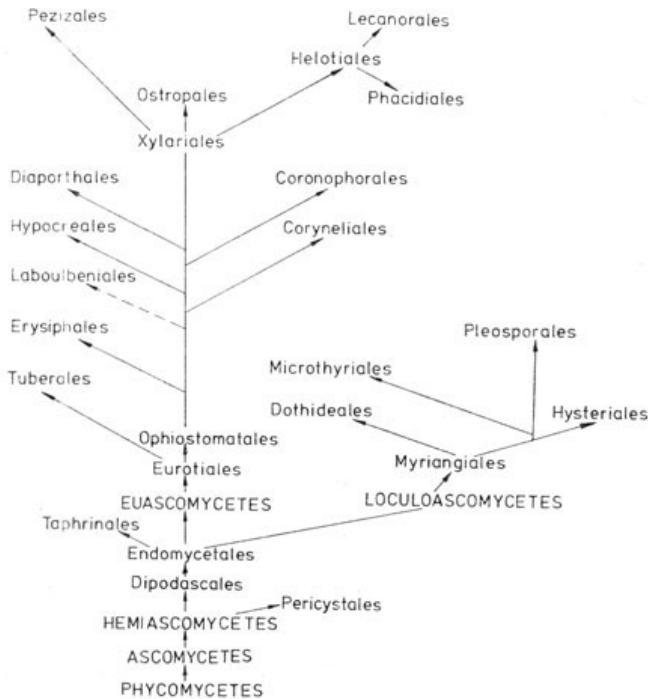 Pezizales
Lecanorales
Helotiales
Ostropales
Phacidiales
Xylariales
Diaporthales
Coronophorales
Hypocreales
Coryneliales
Laboulbeniales
Erysiphales
Pleosporales
Microthyriales
Tuberales
Dothideales
Hysteriales
Ophiostomatales
Myriangiales
Eurotiales
EUASCOMYCETES
LOCULOASCOMYCETES
Taphrinales
Endomycetales
Dipodascales
Pericystales
HEMIASCOMYCETES
ASCOMYCETES
PHYCOMYCETES